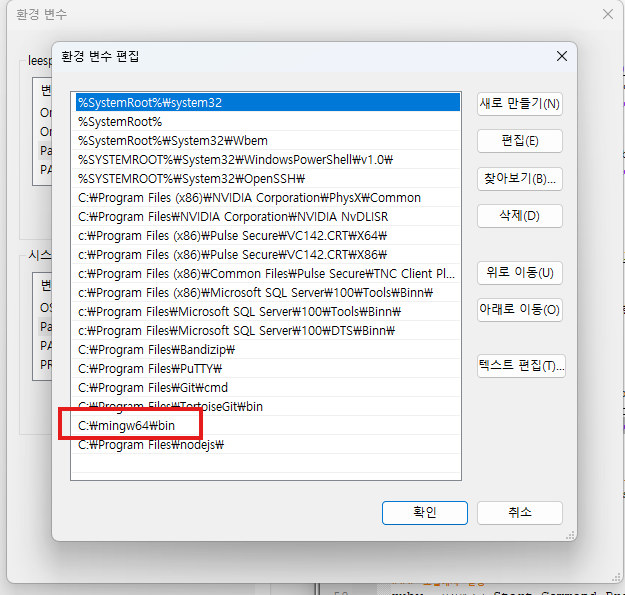 환경 변수
환경 변수 편집
leesp
변
On
Or
Pa
PA
시스
변
OS
Pa
PA
PR
%SystemRoot%₩system32
%SystemRoot%
%SystemRoot%₩System32₩Wbem
%SYSTEMROOT%₩System32₩WindowsPowerShell₩v1.0₩
%SYSTEMROOT%₩System32₩OpenSSH₩
C:₩Program Files (x86)₩NVIDIA Corporation₩PhysX₩Common
C:₩Program Files₩NVIDIA Corporation₩NVIDIA NvDLISR
c:₩Program Files (x86)₩Pulse Secure₩VC142.CRT₩X64₩
c:₩Program Files (x86)₩Pulse Secure₩VC142.CRT₩X86₩
c:₩Program Files (x86)₩Common Files₩Pulse Secure₩TNC Client Pl...
c:₩Program Files (x86)₩Microsoft SQL Server₩100₩Tools₩Binn₩
c:₩Program Files₩Microsoft SQL Server₩100₩Tools₩Binn₩
c:₩Program Files₩Microsoft SQL Server₩100₩DTS₩Binn₩
C:₩Program Files₩Bandizip₩
C:₩Program Files₩PuTTY₩
C:₩Program Files₩Git₩cmd
C:₩Program Files₩TortoiseGit₩bin
C:₩mingw64₩bin
C:₩Program Files₩nodejs₩
새로 만들기(N)
편집(E)
찾아보기(B)...
삭제(D)
위로 이동(U)
아래로 이동(O)
텍스트 편집(T)...
확인
취소